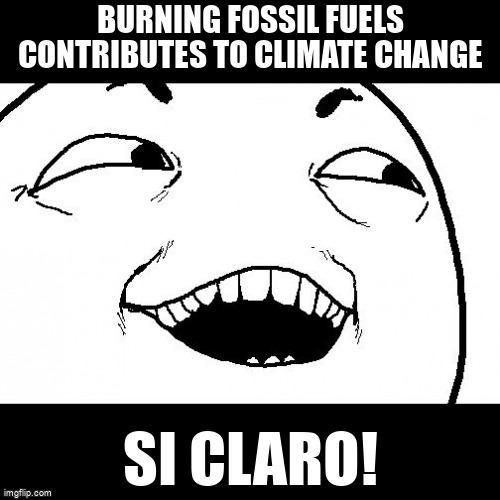 BURNING FOSSIL FUELS
CONTRIBUTES TO CLIMATE CHANGE
SI CLARO!
imgflip.com